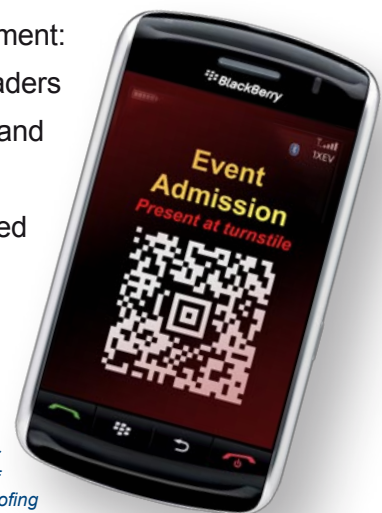 ment:
aders
and
ed
ofing
BlackBerry
1XEV
Event
Admission
Present at turnstile